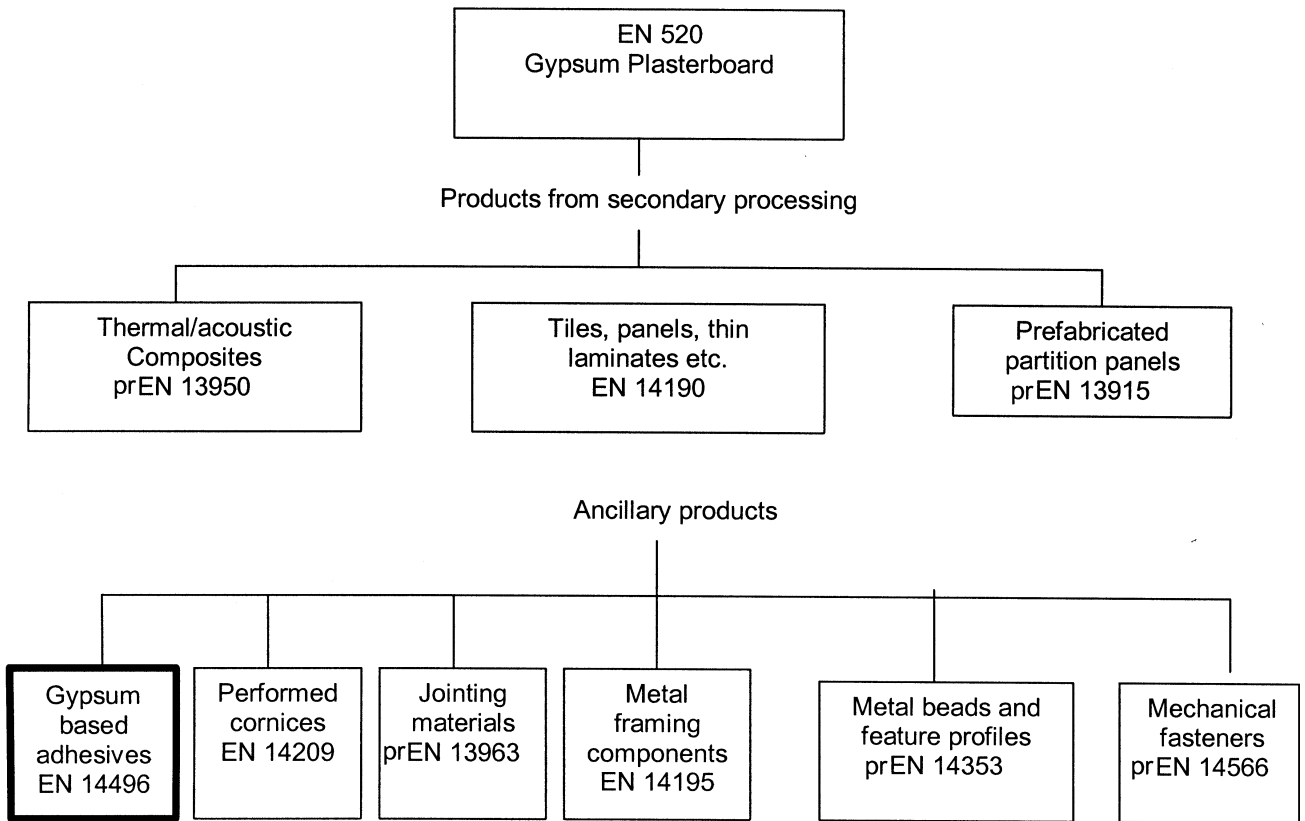 EN 520
Gypsum Plasterboard
Products from secondary processing
Thermal/acoustic
Composites
prEN 13950
Tiles, panels, thin
laminates etc.
EN 14190
Prefabricated
partition panels
prEN 13915
Ancillary products
Gypsum
based
adhesives
EN 14496
Performed
cornices
EN 14209
Jointing
materials
prEN 13963
Metal
framing
components
EN 14195
Metal beads and
feature profiles
prEN 14353
Mechanical
fasteners
prEN 14566